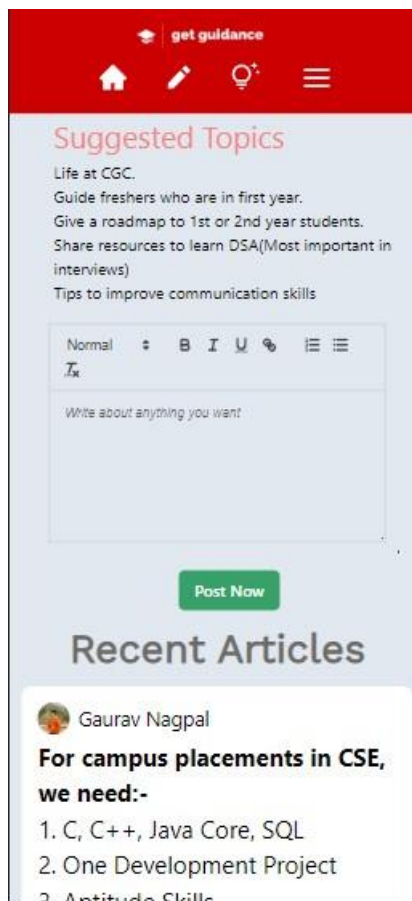 get guidance
Suggested Topics
Life at CGC.
Guide freshers who are in first year.
Give a roadmap to 1st or 2nd year students.
Share resources to learn DSA(Most important in
interviews)
Tips to improve communication skills
Normal B I U
Write about anything you want
Post Now
Recent Articles
Gaurav Nagpal
For campus placements in CSE,
we need:-
1. C, C++, Java Core, SQL
2. One Development Project
3. Aptitude Skills